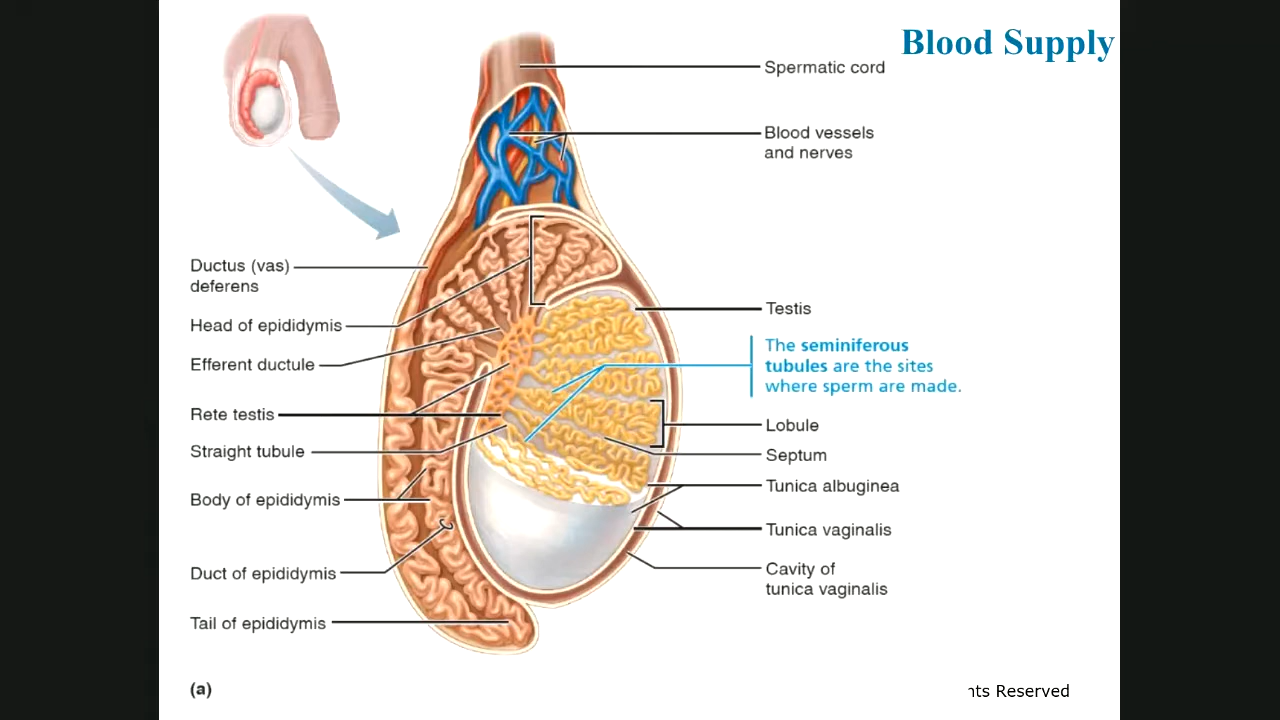 Blood Supply
Spermatic cord
Blood vessels
and nerves
Ductus (vas)
deferens
Head of epididymis
Efferent ductule
Rete testis
Straight tubule
Body of epididymis
Duct of epididymis
Tail of epididymis
Testis
The seminiferous
tubules are the sites
where sperm are made.
Lobule
Septum
Tunica albuginea
Tunica vaginalis
Cavity of
tunica vaginalis
(a)
Reserved